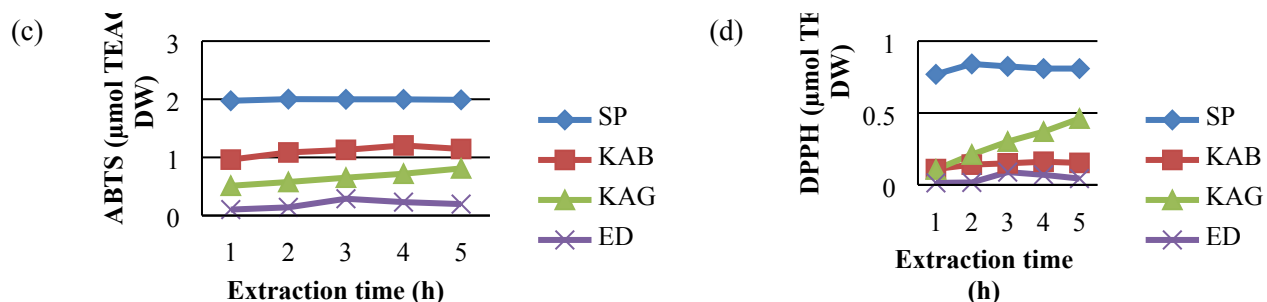 (c)
ABTS (µmol TEAC
DW)
3
2
1
0
1 2 3 4 5
Extraction time (h)
SP
KAB
KAG
ED
(d)
DPPH (µmol TE
DW)
1
0.5
0
1 2 3 4 5
Extraction time
(h)
SP
KAB
KAG
ED